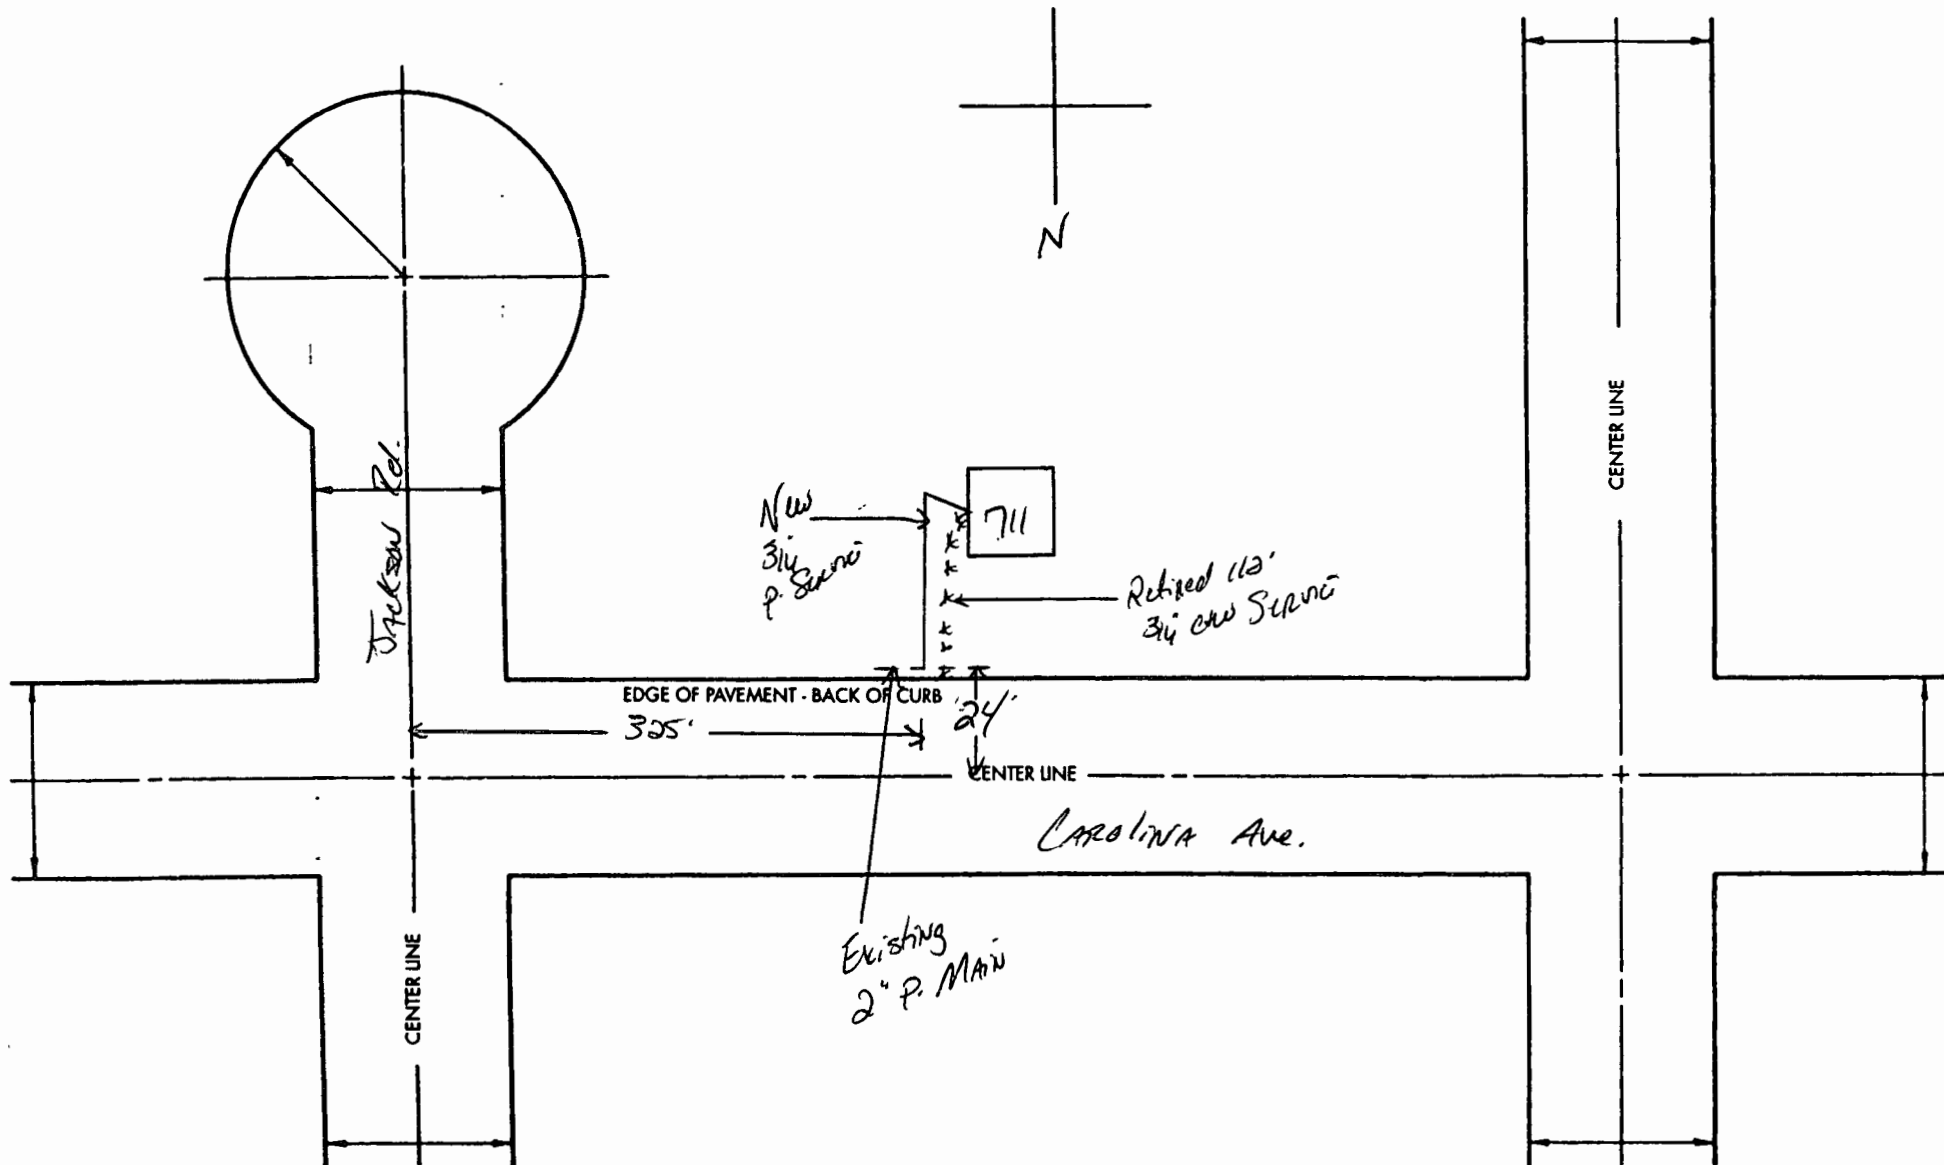 N
CENTER LINE
Jackson Rd.
New
3/4"
P. Service
711
Retired 112'
3/4" CW Service
EDGE OF PAVEMENT - BACK OF CURB
325'
24'
CENTER LINE
Carolina Ave.
Existing
2" P. Main
CENTER LINE